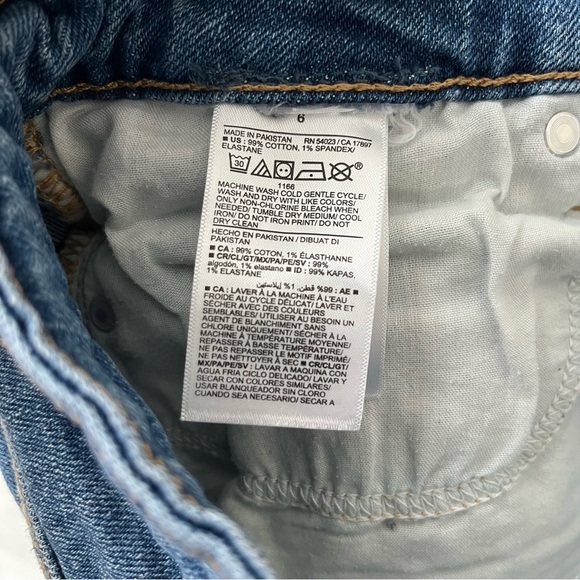 6
MADE IN PAKISTAN RN 54023 / CA 17897
■ US : 99% COTTON, 1% SPANDEX/
ELASTANE
30
1166
MACHINE WASH COLD GENTLE CYCLE/
WASH AND DRY WITH LIKE COLORS/
ONLY NON-CHLORINE BLEACH WHEN
NEEDED/ TUMBLE DRY MEDIUM/ COOL
IRON/ DO NOT IRON PRINT/ DO NOT
DRY CLEAN
HECHO EN PAKISTÁN / DIBUAT DI
PAKISTAN
■ CA : 99% COTON, 1% ÉLASTHANNE
■ CR/CL/GT/MX/PA/PE/SV : 99%
algodón, 1% elastano ■ ID : 99% KAPAS,
1% ELASTANE
■ AE : 99% قطن, 1% إيلاستين
■ CA : LAVER À LA MACHINE À L'EAU
FROIDE AU CYCLE DÉLICAT/ LAVER ET
SÉCHER AVEC DES COULEURS
SEMBLABLES/ UTILISER AU BESOIN UN
AGENT DE BLANCHIMENT SANS
CHLORE UNIQUEMENT/ SÉCHER À LA
MACHINE À TEMPÉRATURE MOYENNE/
REPASSER À BASSE TEMPÉRATURE/
NE PAS REPASSER LE MOTIF IMPRIMÉ/
NE PAS NETTOYER À SEC ■ CR/CL/GT/
MX/PA/PE/SV : LAVAR A MAQUINA CON
AGUA FRIA CICLO DELICADO/ LAVAR Y
SECAR CON COLORES SIMILARES/
USAR BLANQUEADOR SIN CLORO
CUANDO SEA NECESARIO/ SECAR A